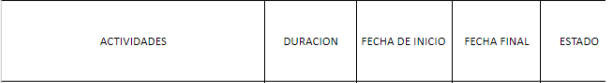 ACTIVIDADES DURACION FECHA DE INICIO FECHA FINAL ESTADO